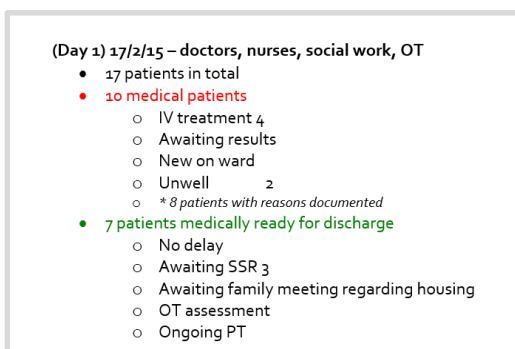 (Day 1) 17/2/15 – doctors, nurses, social work, OT
• 17 patients in total
• 10 medical patients
o IV treatment 4
o Awaiting results
o New on ward
o Unwell 2
o * 8 patients with reasons documented
• 7 patients medically ready for discharge
o No delay
o Awaiting SSR 3
o Awaiting family meeting regarding housing
o OT assessment
o Ongoing PT